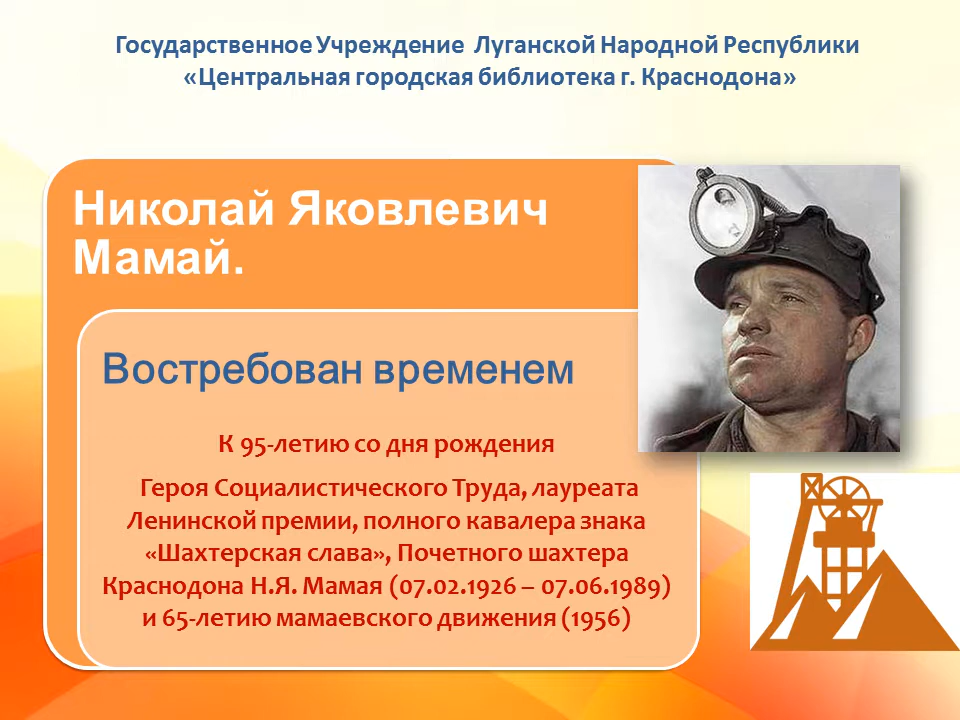 Государственное Учреждение Луганской Народной Республики
«Центральная городская библиотека г. Краснодона»
Николай Яковлевич
Мамай.
Востребован временем
К 95-летию со дня рождения
Героя Социалистического Труда, лауреата
Ленинской премии, полного кавалера знака
«Шахтерская слава», Почетного шахтера
Краснодона Н.Я. Мамая (07.02.1926 – 07.06.1989)
и 65-летию мамаевского движения (1956)